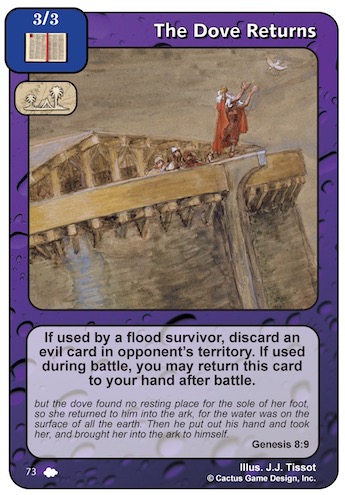 3/3
The Dove Returns
If used by a flood survivor, discard an
evil card in opponent's territory. If used
during battle, you may return this card
to your hand after battle.
but the dove found no resting place for the sole of her foot,
so she returned to him into the ark, for the water was on the
surface of all the earth. Then he put out his hand and took
her, and brought her into the ark to himself.
Genesis 8:9
Illus. J.J. Tissot
73
© Cactus Game Design, Inc.